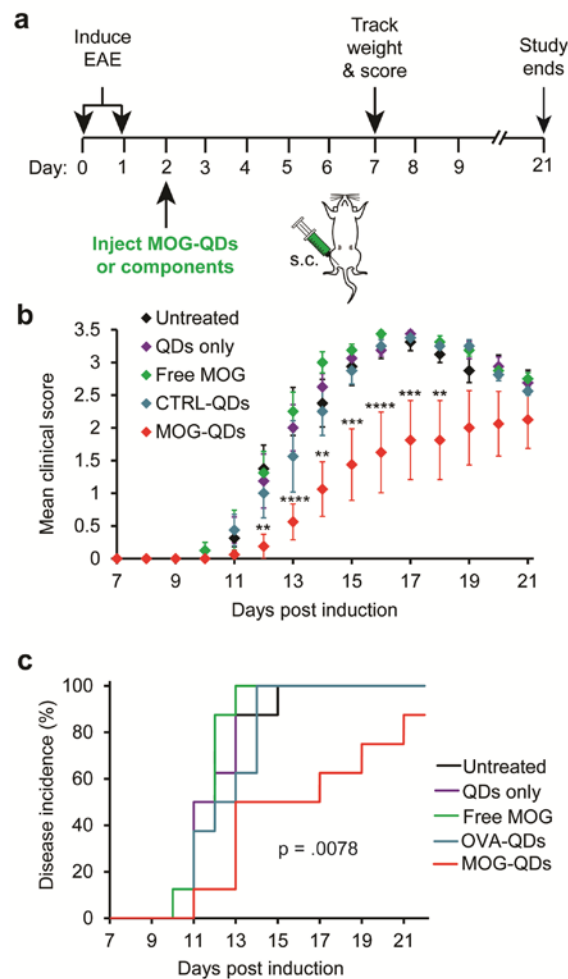 a
Induce
EAE
Track
weight
& score
Study
ends
Day: 0 1 2 3 4 5 6 7 8 9 21
Inject MOG-QDs
or components
s.c.
b
Untreated
QDs only
Free MOG
CTRL-QDs
MOG-QDs
Mean clinical score
3.5
3
2.5
2
1.5
1
0.5
0
** **** ** *** **** *** **
7 9 11 13 15 17 19 21
Days post induction
c
Disease incidence (%)
100
80
60
40
20
0
p = .0078
Untreated
QDs only
Free MOG
OVA-QDs
MOG-QDs
7 9 11 13 15 17 19 21
Days post induction